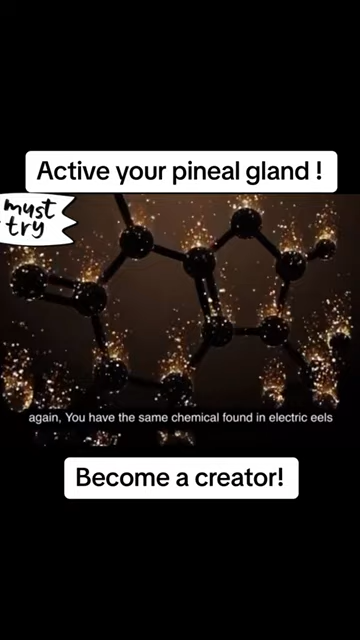 Active your pineal gland !
must
try
again, You have the same chemical found in electric eels
Become a creator!